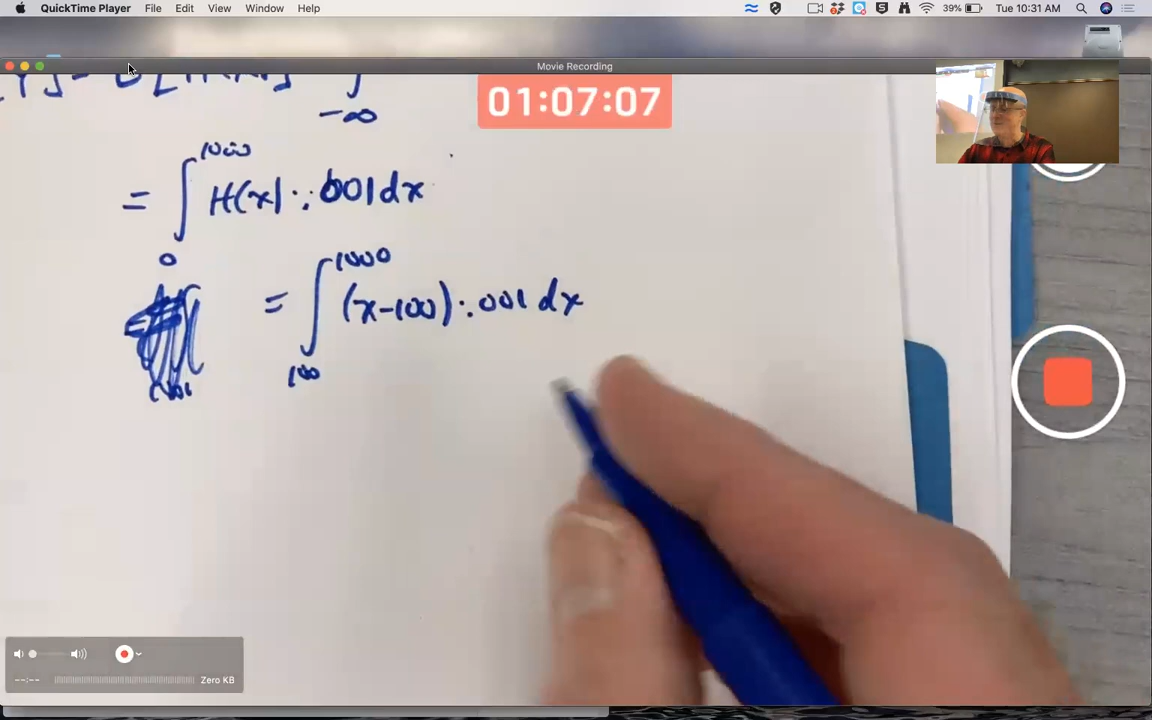 QuickTime Player File Edit View Window Help 39% Tue 10:31 AM
Movie Recording
01:07:07
−∞
= ∫ 1000 0 H(x) · .001 dx
= ∫ 1000 100 (x−100) · .001 dx
--:-- Zero KB